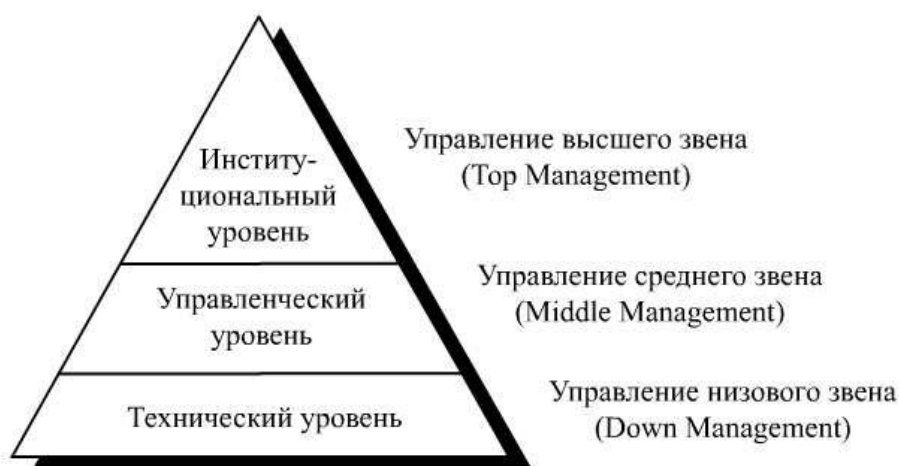 Институ-
циональный
уровень
Управление высшего звена
(Top Management)
Управленческий
уровень
Управление среднего звена
(Middle Management)
Технический уровень
Управление низового звена
(Down Management)